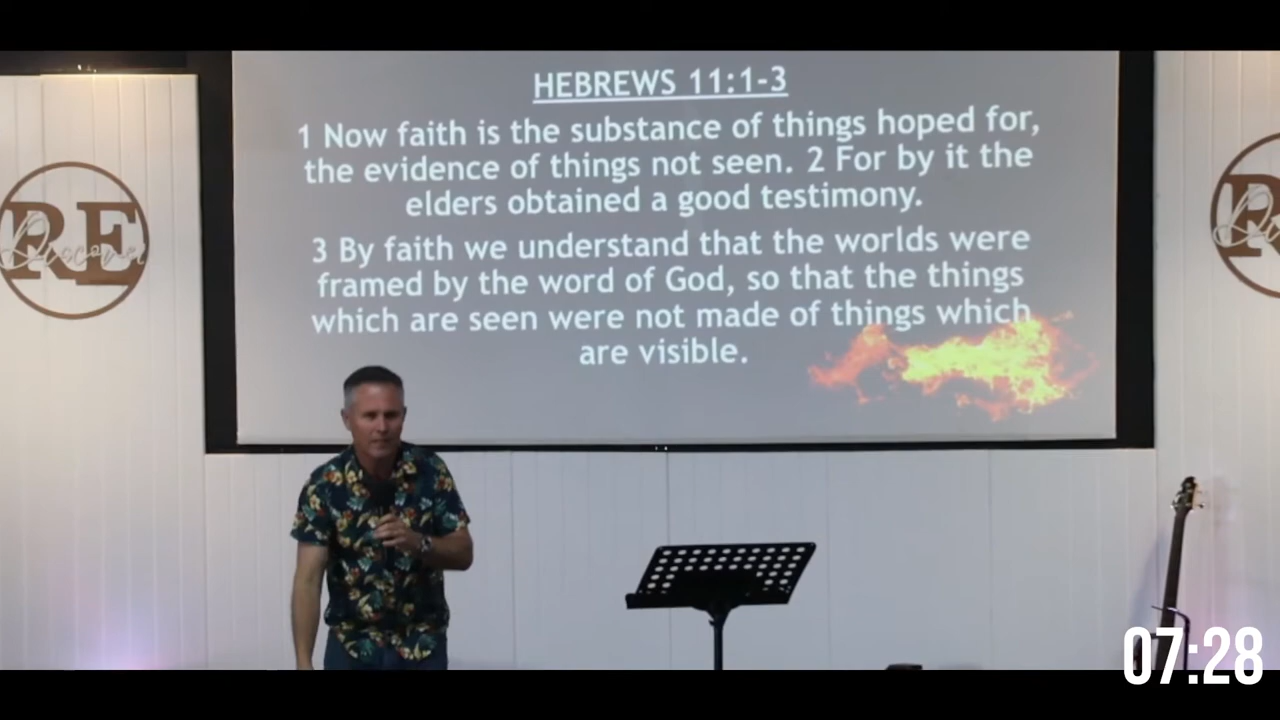 HEBREWS 11:1-3
1 Now faith is the substance of things hoped for,
the evidence of things not seen. 2 For by it the
elders obtained a good testimony.
3 By faith we understand that the worlds were
framed by the word of God, so that the things
which are seen were not made of things which
are visible.
RE
07:28